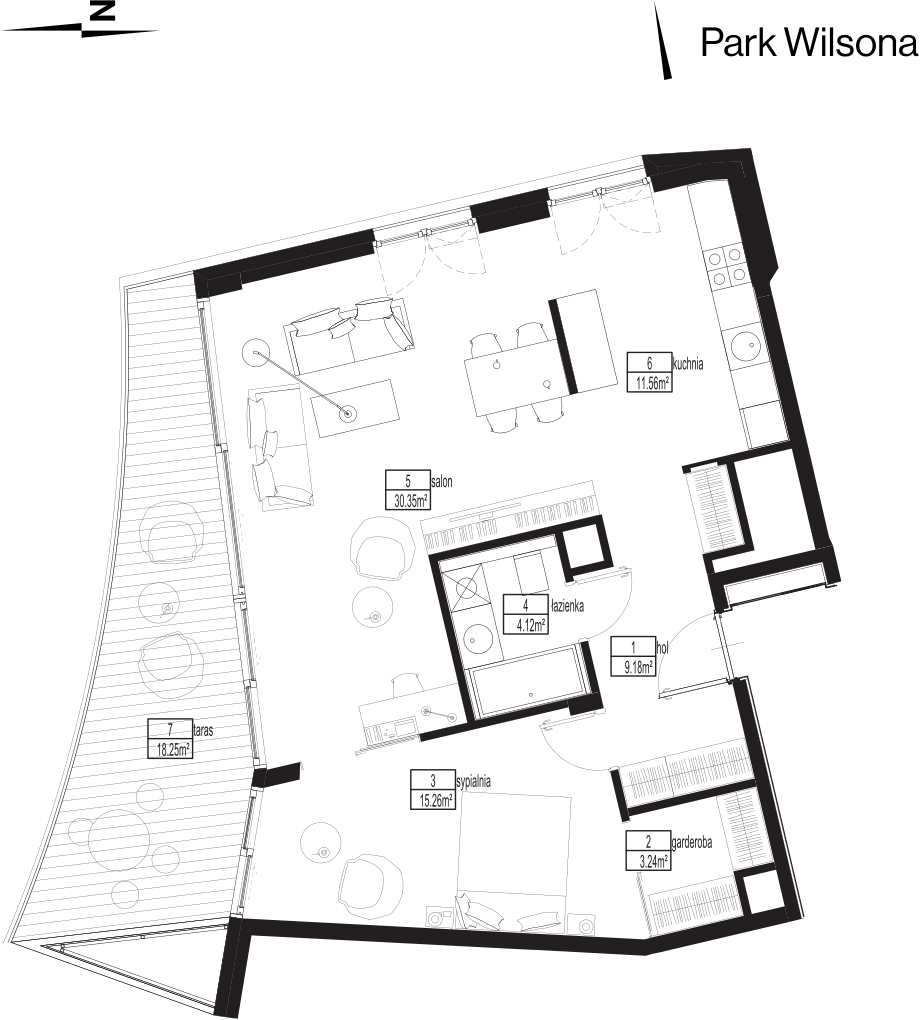 N
Park Wilsona
6 kuchnia
11.56m²
5 salon
30.35m²
4 łazienka
4.12m²
1 hol
9.18m²
7 taras
18.25m²
3 sypialnia
15.26m²
2 garderoba
3.24m²